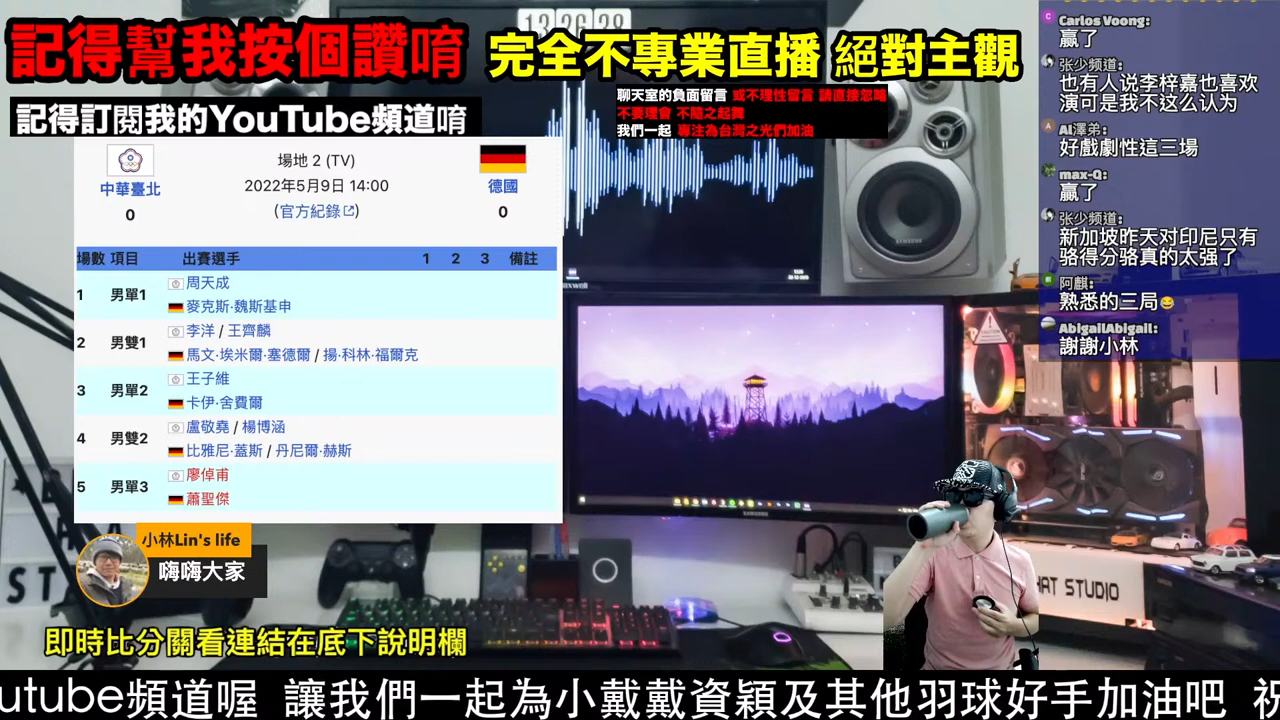 13 26 28
記得幫我按個讚唷
完全不專業直播 絕對主觀
聊天室的負面留言 或不理性留言 請直接忽略
不要理會 不隨之起舞
我們一起 專注為台灣之光們加油
記得訂閱我的YouTube頻道唷
場地 2 (TV)
2022年5月9日 14:00
(官方紀錄)
中華臺北
0
德國
0
場數 項目 出賽選手 1 2 3 備註
1 男單1 周天成
麥克斯·魏斯基申
2 男雙1 李洋 / 王齊麟
馬文·埃米爾·塞德爾 / 揚·科林·福爾克
3 男單2 王子維
卡伊·舍費爾
4 男雙2 盧敬堯 / 楊博涵
比雅尼·蓋斯 / 丹尼爾·赫斯
5 男單3 廖倬甫
蕭聖傑
Carlos Voong:
赢了
张少频道:
也有人说李梓嘉也喜欢
演可是我不这么认为
AI澤弟:
好戲劇性這三場
max-Q:
赢了
张少频道:
新加坡昨天对印尼只有
骆得分骆真的太强了
阿麒:
熟悉的三局😅
AbigailAbigail:
謝謝小林
SAMSUNG
CAUTION
HAT STUDIO
小林Lin's life
嗨嗨大家
即時比分關看連結在底下說明欄
utube頻道喔 讓我們一起為小戴戴資穎及其他羽球好手加油吧 祝